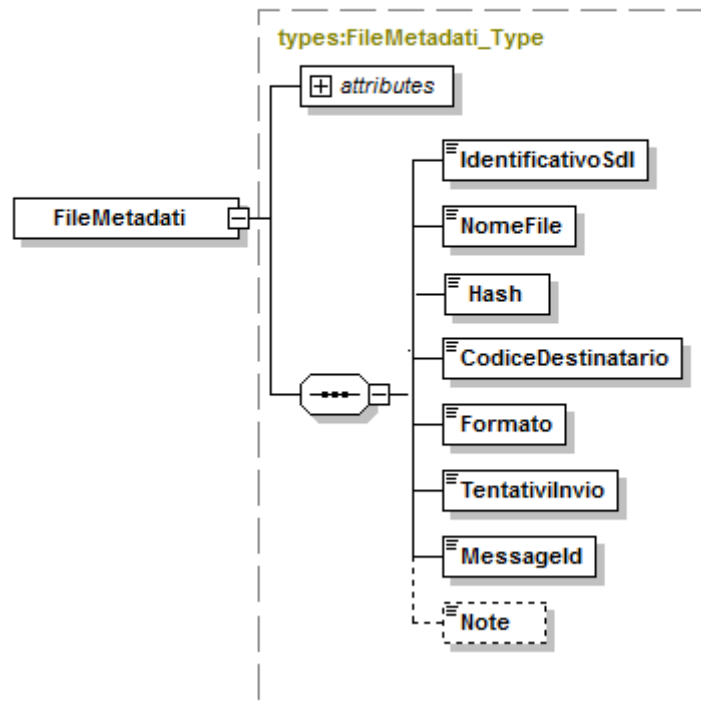 types:FileMetadati_Type
attributes
IdentificativoSdI
FileMetadati
NomeFile
Hash
CodiceDestinatario
Formato
TentativiInvio
MessageId
Note